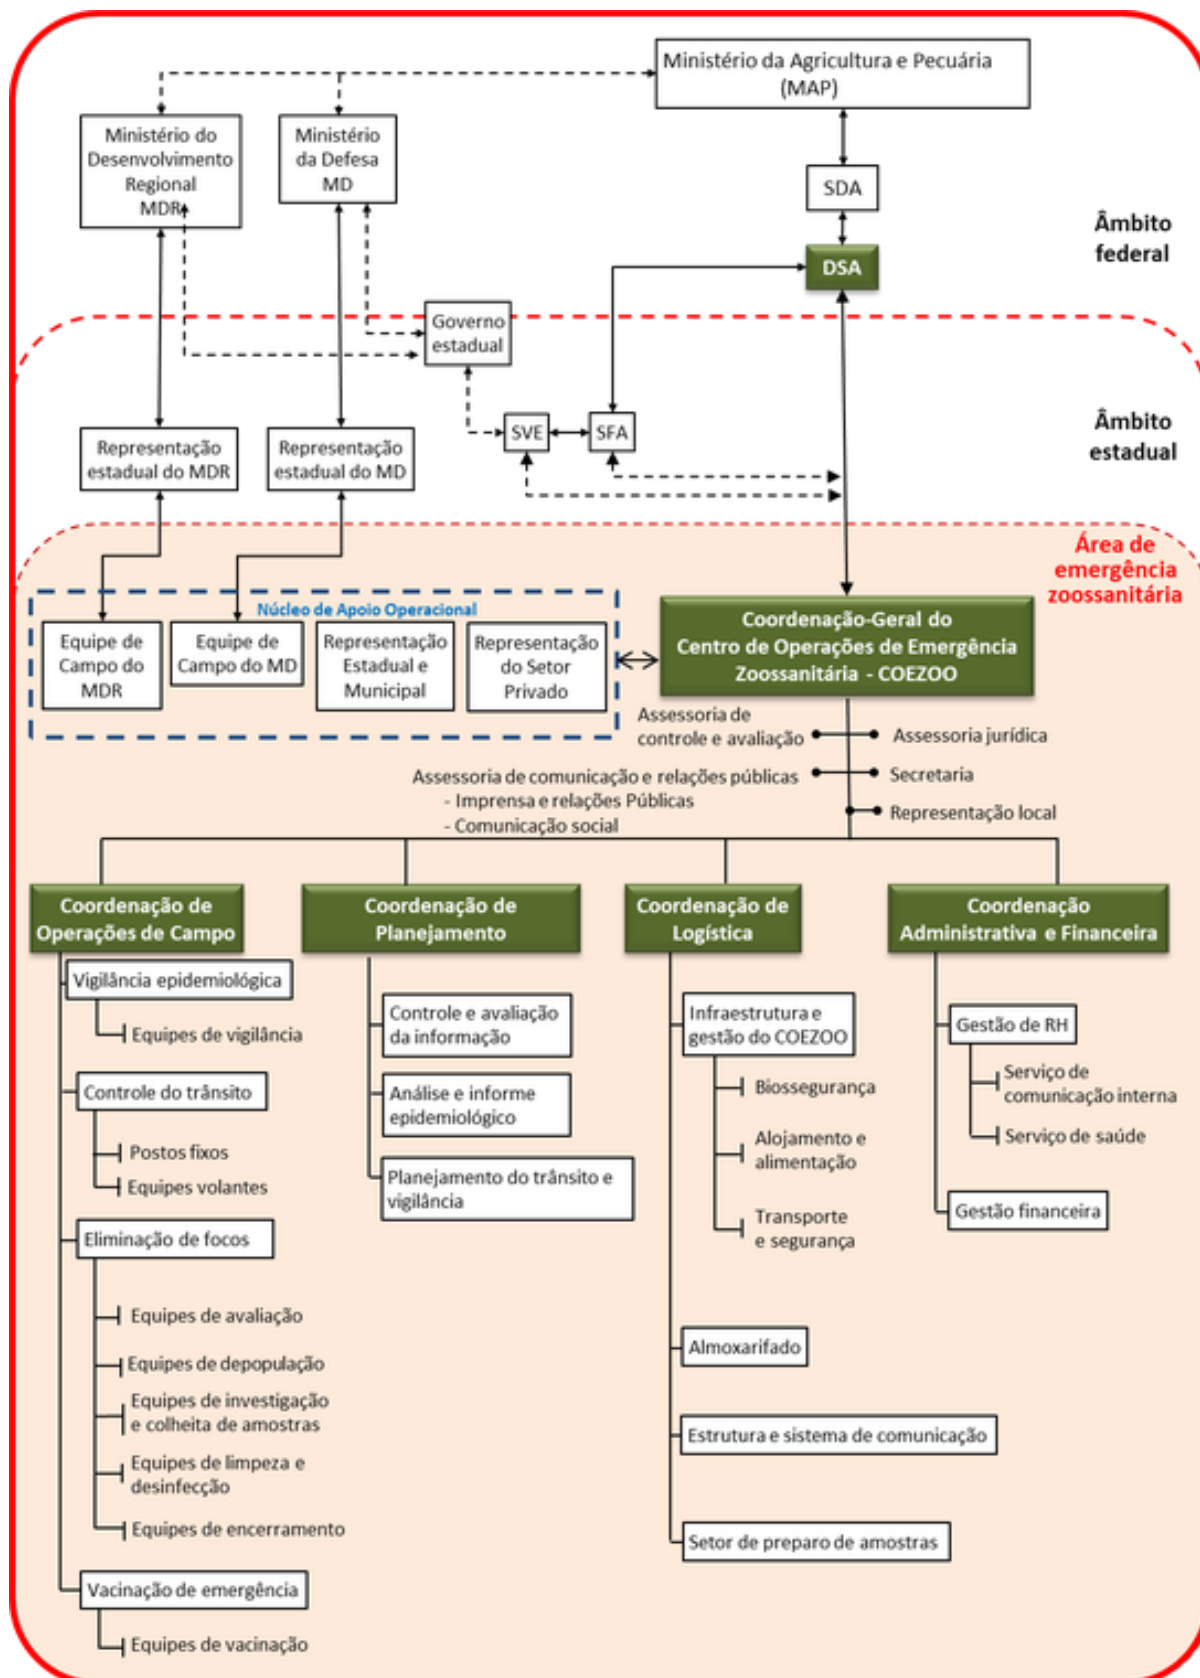 Ministério da Agricultura e Pecuária
(MAP)
Ministério do
Desenvolvimento
Regional
MDR
Ministério
da Defesa
MD
SDA
Âmbito
federal
DSA
Governo
estadual
SVE
SFA
Âmbito
estadual
Representação
estadual do MDR
Representação
estadual do MD
Área de
emergência
zoossanitária
Núcleo de Apoio Operacional
Equipe de
Campo do
MDR
Equipe de
Campo do MD
Representação
Estadual e
Municipal
Representação
do Setor
Privado
Coordenação-Geral do
Centro de Operações de Emergência
Zoossanitária - COEZOO
Assessoria de
controle e avaliação
Assessoria jurídica
Assessoria de comunicação e relações públicas
- Imprensa e relações Públicas
- Comunicação social
Secretaria
Representação local
Coordenação de
Operações de Campo
Vigilância epidemiológica
Equipes de vigilância
Controle do trânsito
Postos fixos
Equipes volantes
Eliminação de focos
Equipes de avaliação
Equipes de depopulação
Equipes de investigação
e colheita de amostras
Equipes de limpeza e
desinfecção
Equipes de encerramento
Vacinação de emergência
Equipes de vacinação
Coordenação de
Planejamento
Controle e avaliação
da informação
Análise e informe
epidemiológico
Planejamento do trânsito e
vigilância
Coordenação de
Logística
Infraestrutura e
gestão do COEZOO
Biossegurança
Alojamento e
alimentação
Transporte
e segurança
Almoxarifado
Estrutura e sistema de comunicação
Setor de preparo de amostras
Coordenação
Administrativa e Financeira
Gestão de RH
Serviço de
comunicação interna
Serviço de saúde
Gestão financeira